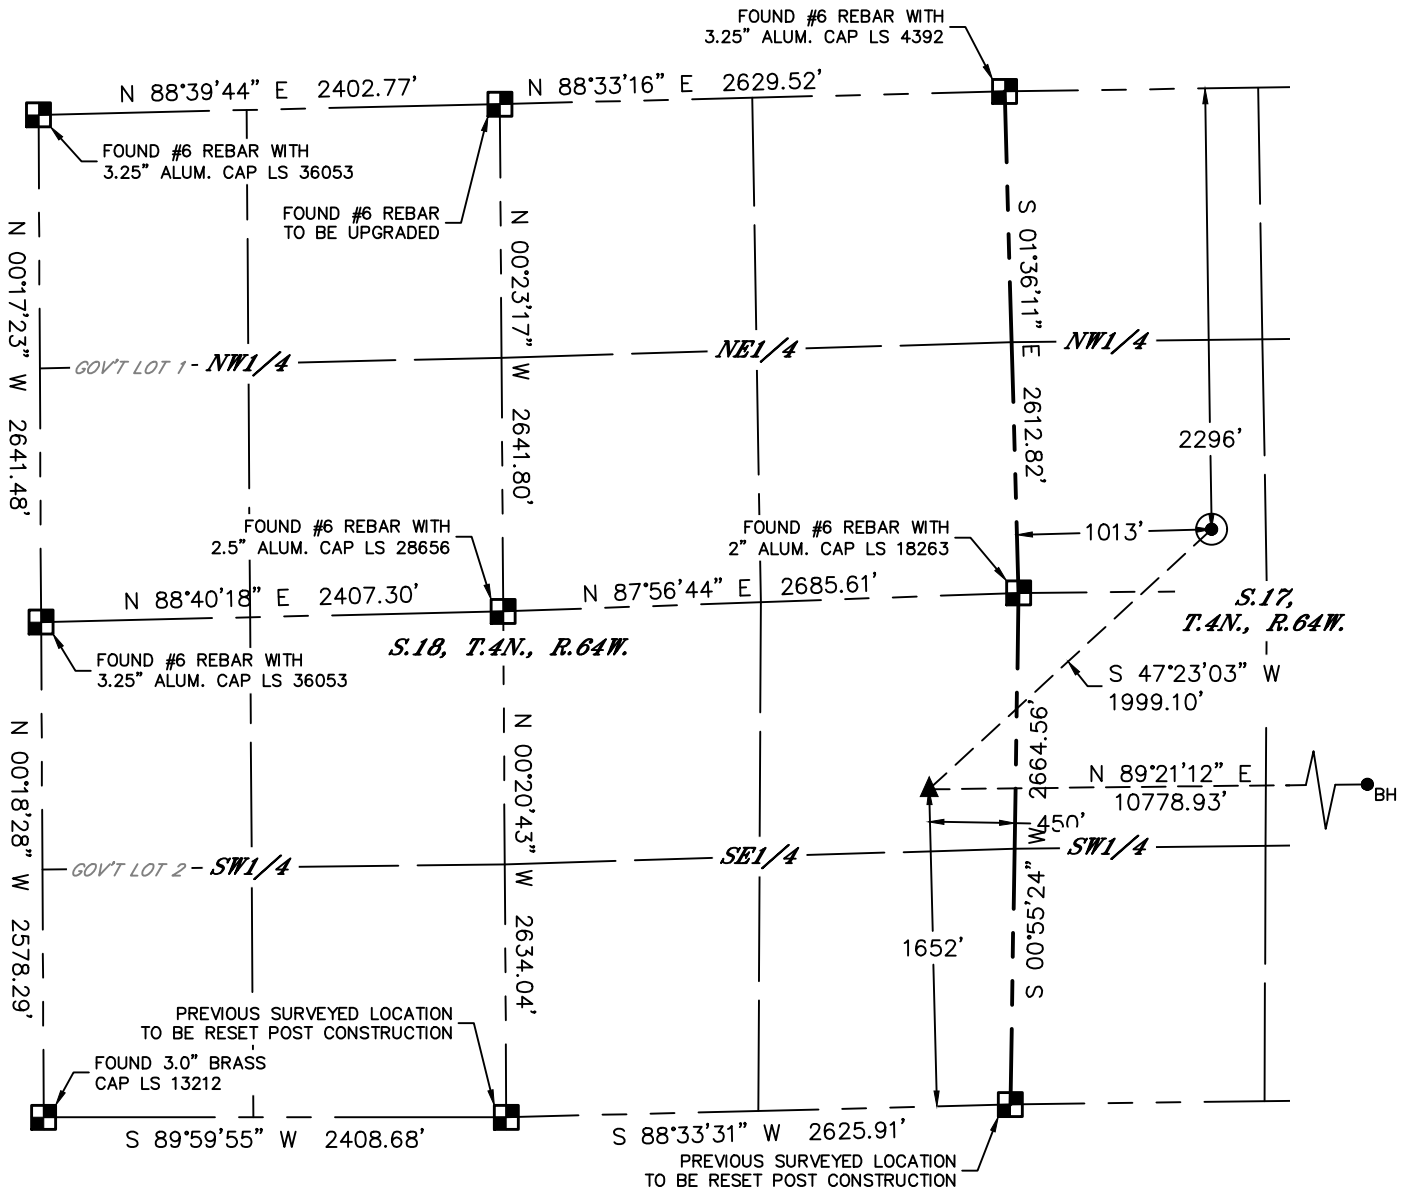 FOUND #6 REBAR WITH
3.25" ALUM. CAP LS 4392
N 88°39'44" E 2402.77'
N 88°33'16" E 2629.52'
FOUND #6 REBAR WITH
3.25" ALUM. CAP LS 36053
FOUND #6 REBAR
TO BE UPGRADED
N 00°17'23" W 2641.48'
N 00°23'17" W 2641.80'
S 01°36'11" E 2612.82'
GOV'T LOT 1 - NW1/4
NE1/4
NW1/4
2296'
FOUND #6 REBAR WITH
2.5" ALUM. CAP LS 28656
FOUND #6 REBAR WITH
2" ALUM. CAP LS 18263
1013'
N 88°40'18" E 2407.30'
N 87°56'44" E 2685.61'
S.17,
T.4N., R.64W.
S.18, T.4N., R.64W.
FOUND #6 REBAR WITH
3.25" ALUM. CAP LS 36053
S 47°23'03" W
1999.10'
N 00°18'28" W 2578.29'
N 00°20'43" W 2634.04'
S 00°55'24" W 2664.56'
N 89°21'12" E
10778.93'
BH
450'
GOV'T LOT 2 - SW1/4
SE1/4
SW1/4
1652'
PREVIOUS SURVEYED LOCATION
TO BE RESET POST CONSTRUCTION
FOUND 3.0" BRASS
CAP LS 13212
S 89°59'55" W 2408.68'
S 88°33'31" W 2625.91'
PREVIOUS SURVEYED LOCATION
TO BE RESET POST CONSTRUCTION